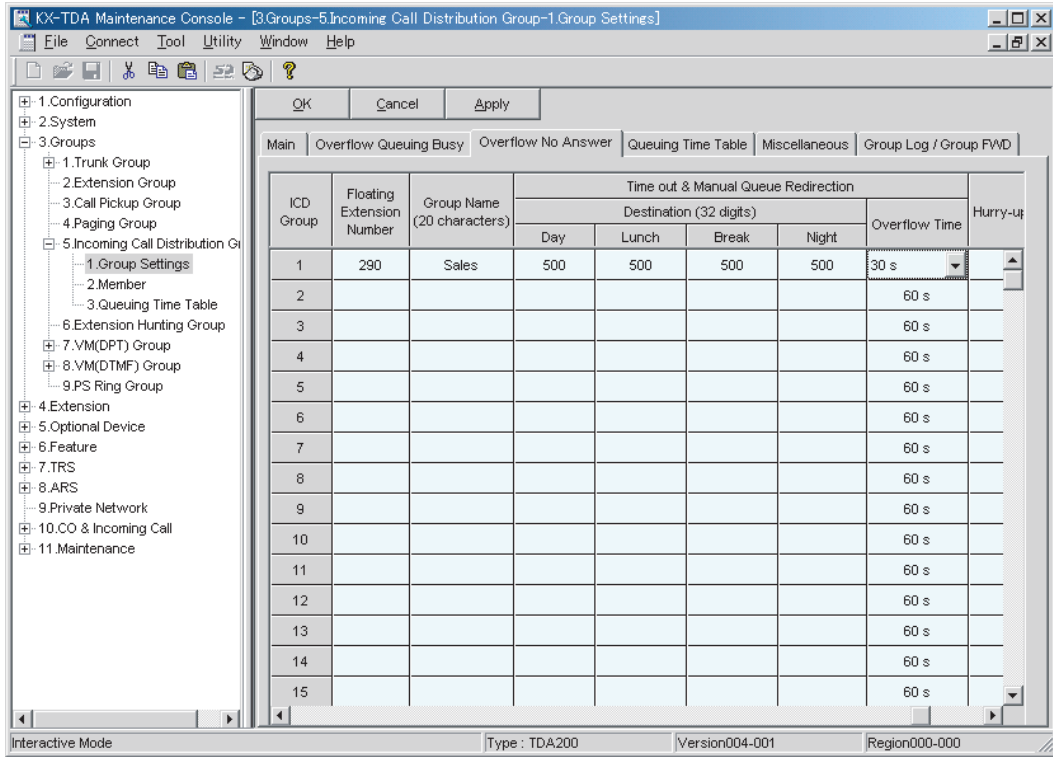 KX-TDA Maintenance Console - [3.Groups-5.Incoming Call Distribution Group-1.Group Settings]
File Connect Tool Utility Window Help
1.Configuration
2.System
3.Groups
1.Trunk Group
2.Extension Group
3.Call Pickup Group
4.Paging Group
5.Incoming Call Distribution Gr
1.Group Settings
2.Member
3.Queuing Time Table
6.Extension Hunting Group
7.VM(DPT) Group
8.VM(DTMF) Group
9.PS Ring Group
4.Extension
5.Optional Device
6.Feature
7.TRS
8.ARS
9.Private Network
10.CO & Incoming Call
11.Maintenance
OK Cancel Apply
Main Overflow Queuing Busy Overflow No Answer Queuing Time Table Miscellaneous Group Log / Group FWD
ICD Group
Floating Extension Number
Group Name (20 characters)
Time out & Manual Queue Redirection
Destination (32 digits)
Day Lunch Break Night
Overflow Time
Hurry-up
1 290 Sales 500 500 500 500 30 s
2 60 s
3 60 s
4 60 s
5 60 s
6 60 s
7 60 s
8 60 s
9 60 s
10 60 s
11 60 s
12 60 s
13 60 s
14 60 s
15 60 s
Interactive Mode Type : TDA200 Version004-001 Region000-000